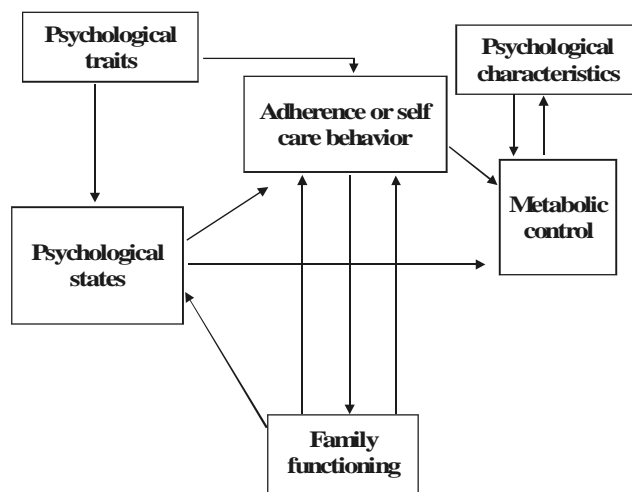 Psychological
traits
Psychological
characteristics
Adherence or self
care behavior
Metabolic
control
Psychological
states
Family
functioning